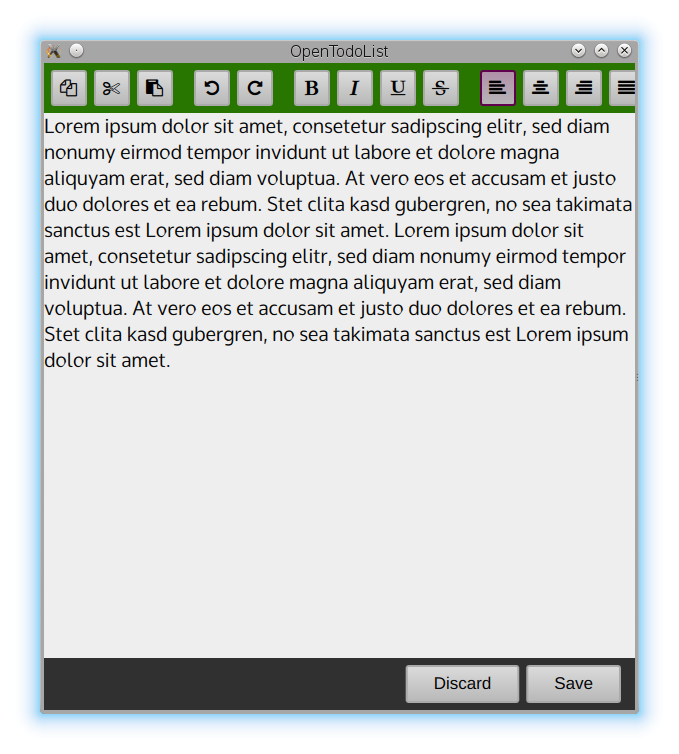 OpenTodoList
B I U S
Lorem ipsum dolor sit amet, consetetur sadipscing elitr, sed diam
nonumy eirmod tempor invidunt ut labore et dolore magna
aliquyam erat, sed diam voluptua. At vero eos et accusam et justo
duo dolores et ea rebum. Stet clita kasd gubergren, no sea takimata
sanctus est Lorem ipsum dolor sit amet. Lorem ipsum dolor sit
amet, consetetur sadipscing elitr, sed diam nonumy eirmod tempor
invidunt ut labore et dolore magna aliquyam erat, sed diam
voluptua. At vero eos et accusam et justo duo dolores et ea rebum.
Stet clita kasd gubergren, no sea takimata sanctus est Lorem ipsum
dolor sit amet.
Discard Save